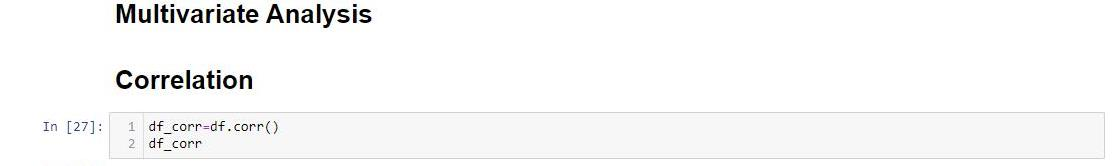 Multivariate Analysis
Correlation
In [27]:
1 df_corr=df.corr()
2 df_corr